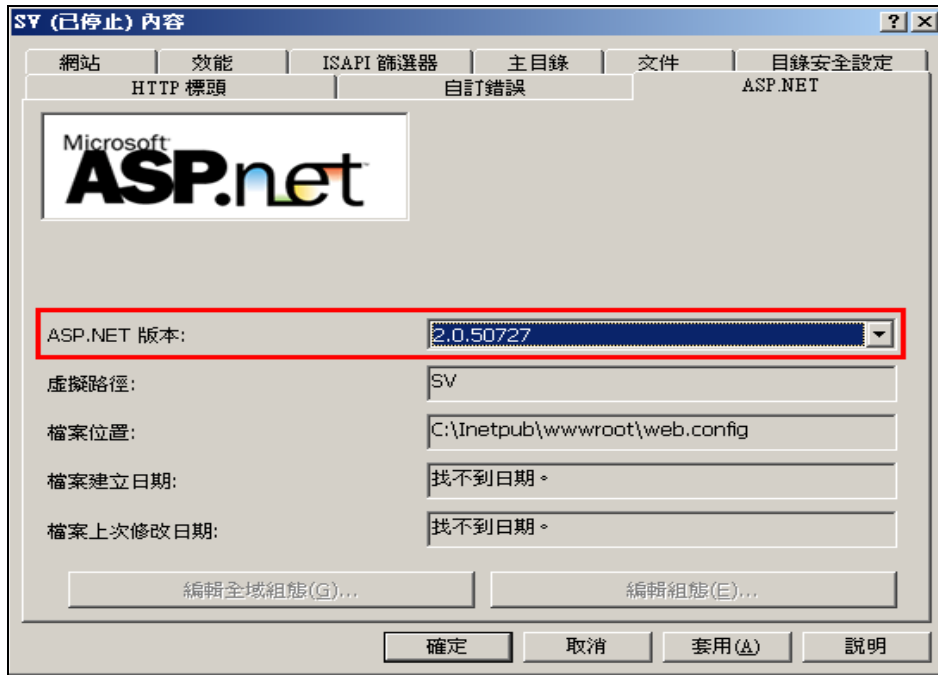 SV (已停止) 內容
網站 效能 ISAPI 篩選器 主目錄 文件 目錄安全設定
HTTP 標頭 自訂錯誤 ASP.NET
Microsoft
ASP.net
ASP.NET 版本: 2.0.50727
虛擬路徑: SV
檔案位置: C:\Inetpub\wwwroot\web.config
檔案建立日期: 找不到日期。
檔案上次修改日期: 找不到日期。
編輯全域組態(G)... 編輯組態(E)...
確定 取消 套用(A) 說明